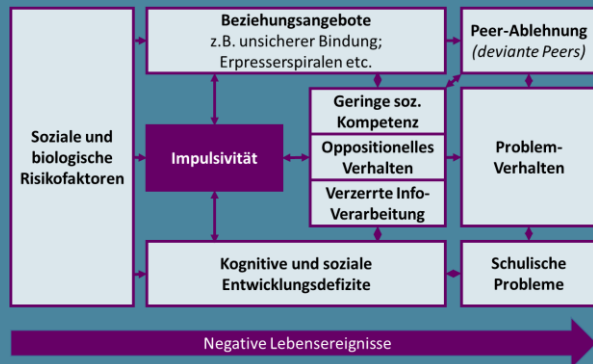 Soziale und
biologische
Risikofaktoren
Beziehungsangebote
z.B. unsicherer Bindung;
Erpresserspiralen etc.
Peer-Ablehnung
(deviante Peers)
Impulsivität
Geringe soz.
Kompetenz
Oppositionelles
Verhalten
Verzerrte Info-
Verarbeitung
Problem-
Verhalten
Kognitive und soziale
Entwicklungsdefizite
Schulische
Probleme
Negative Lebensereignisse